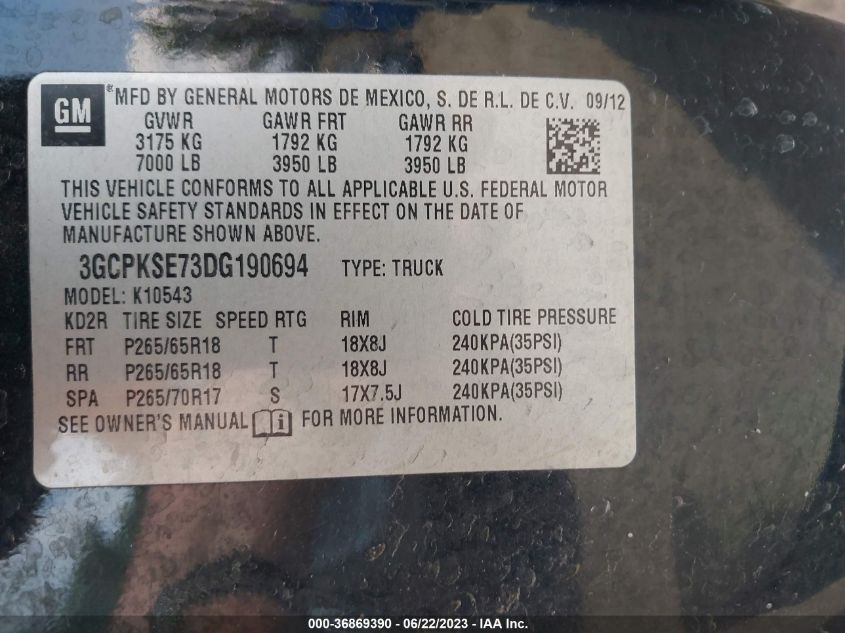 GM ® MFD BY GENERAL MOTORS DE MEXICO, S. DE R.L. DE C.V. 09/12
GVWR GAWR FRT GAWR RR
3175 KG 1792 KG 1792 KG
7000 LB 3950 LB 3950 LB
THIS VEHICLE CONFORMS TO ALL APPLICABLE U.S. FEDERAL MOTOR
VEHICLE SAFETY STANDARDS IN EFFECT ON THE DATE OF
MANUFACTURE SHOWN ABOVE.
3GCPKSE73DG190694 TYPE: TRUCK
MODEL: K10543
KD2R TIRE SIZE SPEED RTG RIM COLD TIRE PRESSURE
FRT P265/65R18 T 18X8J 240KPA(35PSI)
RR P265/65R18 T 18X8J 240KPA(35PSI)
SPA P265/70R17 S 17X7.5J 240KPA(35PSI)
SEE OWNER'S MANUAL i FOR MORE INFORMATION.
000-36869390 - 06/22/2023 - IAA Inc.